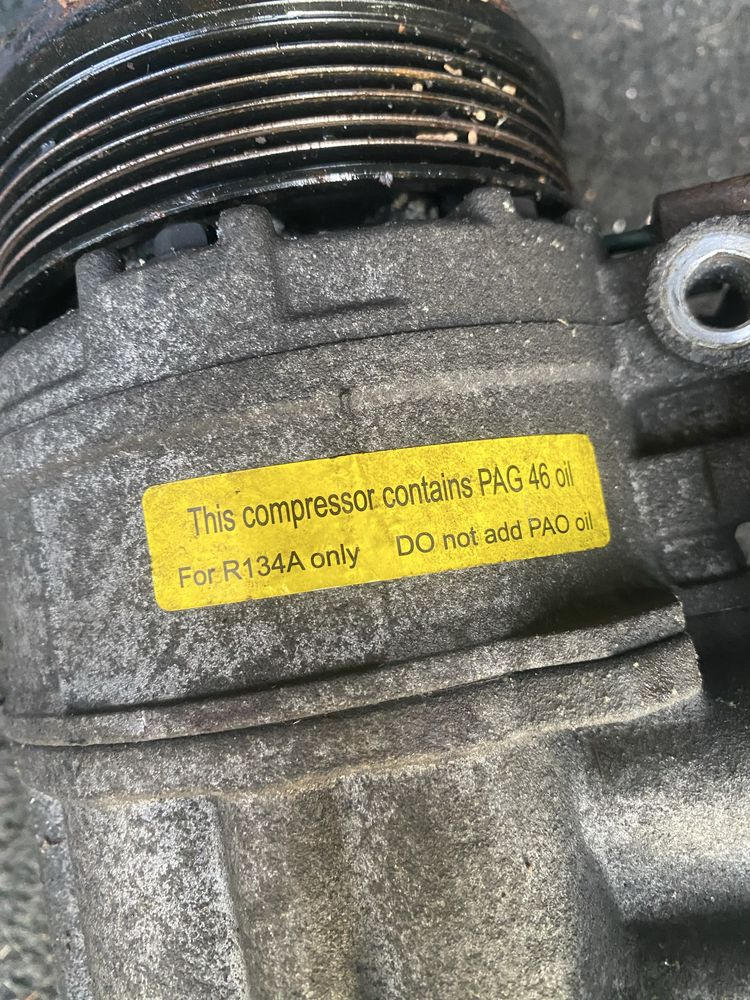 This compressor contains PAG 46 oil
For R134A only DO not add PAO oil